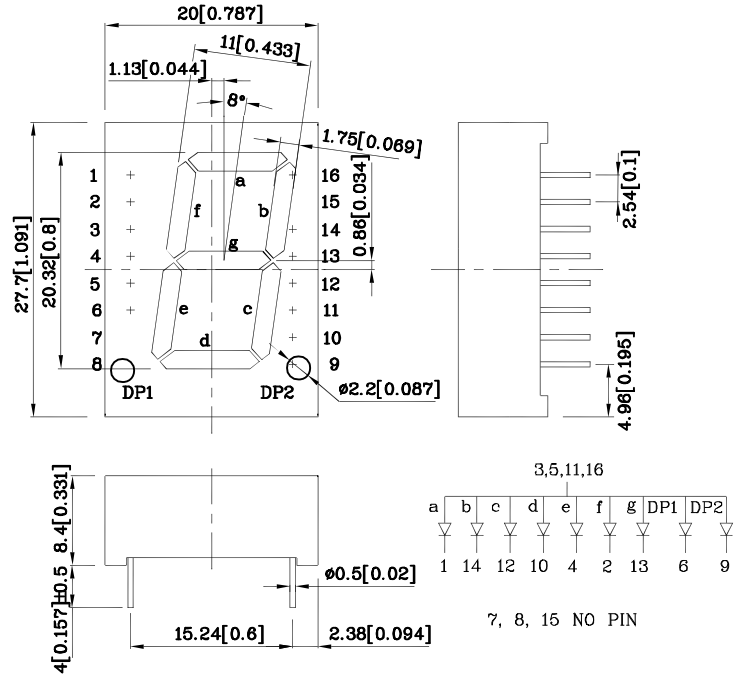 20[0.787]
11[0.433]
1.13[0.044]
8°
1.75[0.069]
0.86[0.034]
27.7[1.091]
20.32[0.8]
1
2
3
4
5
6
7
8
16
15
14
13
12
11
10
9
a
f
b
g
e
c
d
DP1
DP2
ø2.2[0.087]
2.54[0.1]
4.96[0.195]
8.4[0.331]
4[0.157]±0.5
ø0.5[0.02]
15.24[0.6]
2.38[0.094]
3,5,11,16
a b c d e f g DP1 DP2
1 14 12 10 4 2 13 6 9
7, 8, 15 NO PIN